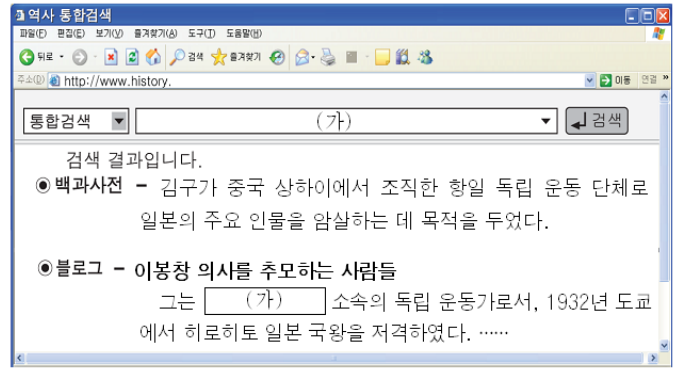 역사 통합검색
파일(F) 편집(E) 보기(V) 즐겨찾기(A) 도구(T) 도움말(H)
뒤로 검색 즐겨찾기
주소(D) http://www.history. 이동 연결 »
통합검색 (가) 검색
검색 결과입니다.
백과사전 - 김구가 중국 상하이에서 조직한 항일 독립 운동 단체로
일본의 주요 인물을 암살하는 데 목적을 두었다.
블로그 - 이봉창 의사를 추모하는 사람들
그는 (가) 소속의 독립 운동가로서, 1932년 도쿄
에서 히로히토 일본 국왕을 저격하였다. ……